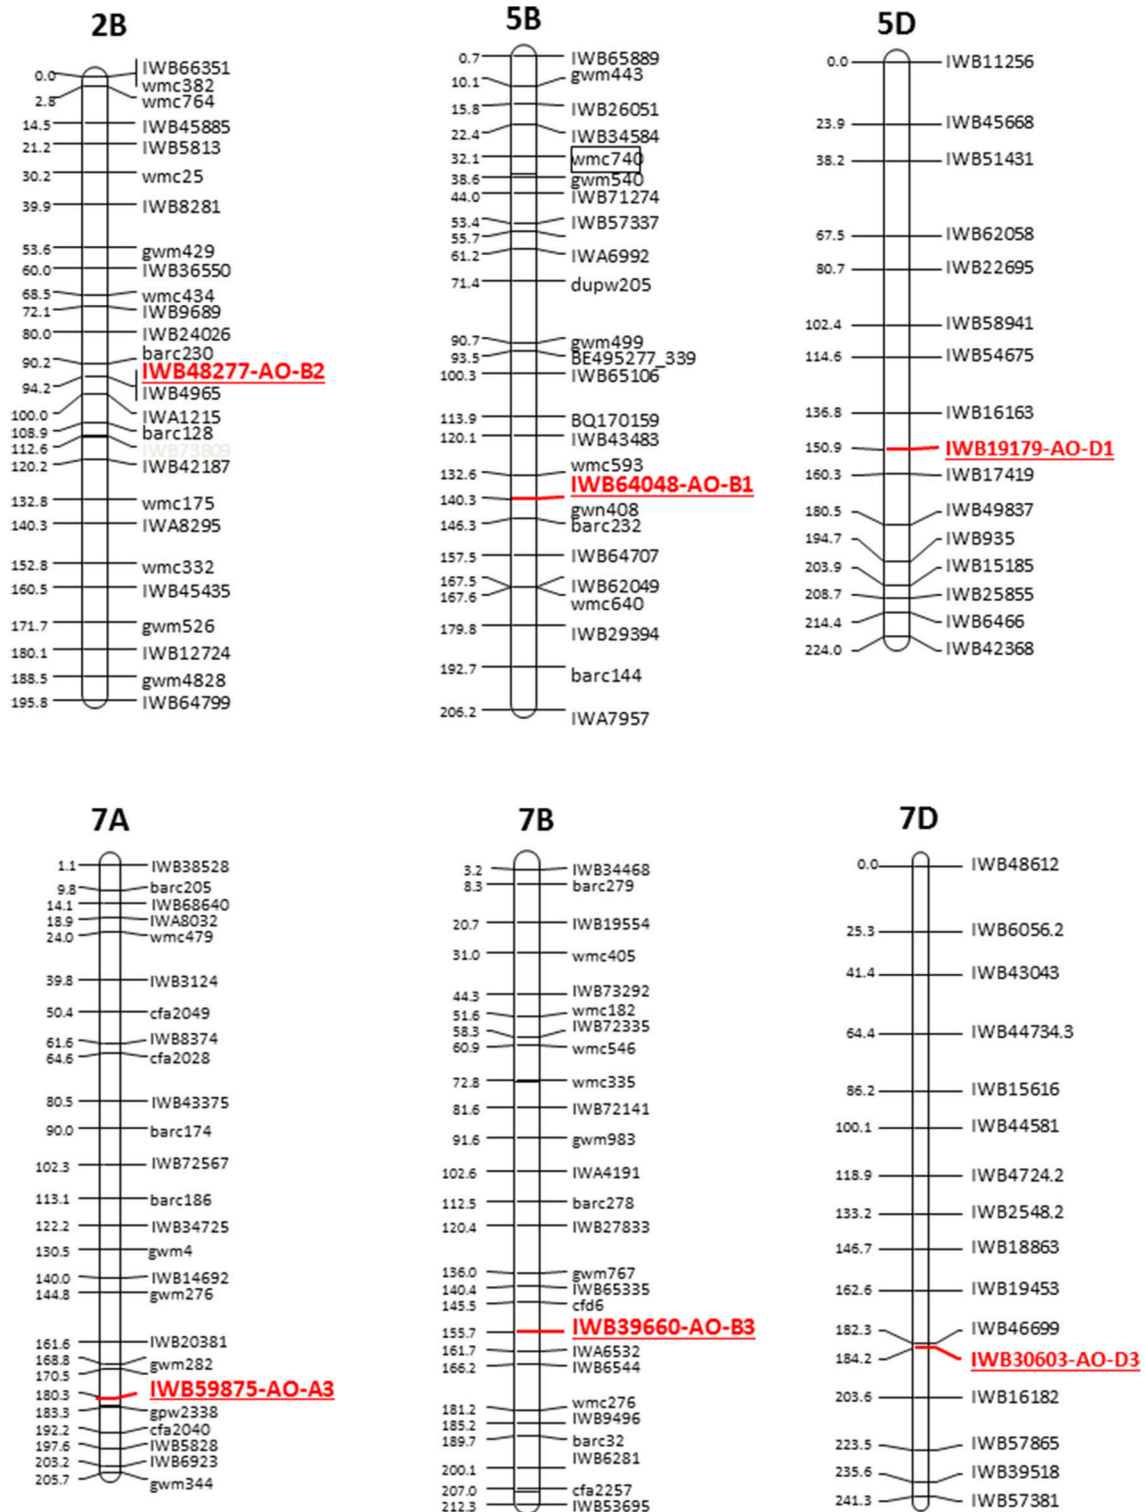 2B
0.0 IWB66351
wmc382
2.8 wmc764
14.5 IWB45885
21.2 IWB5813
30.2 wmc25
39.9 IWB8281
53.6 gwm429
60.0 IWB36550
68.5 wmc434
72.1 IWB9689
80.0 IWB24026
90.2 barc230
IWB48277-AO-B2
94.2 IWB4965
100.0 IWA1215
108.9 barc128
112.6 IWB73809
120.2 IWB42187
132.8 wmc175
140.3 IWA8295
152.8 wmc332
160.5 IWB45435
171.7 gwm526
180.1 IWB12724
188.5 gwm4828
195.8 IWB64799
5B
0.7 IWB65889
10.1 gwm443
15.8 IWB26051
22.4 IWB34584
32.1 wmc740
38.6 gwm540
44.0 IWB71274
53.4 IWB57337
55.7
61.2 IWA6992
71.4 dupw205
90.7 gwm499
93.5 BE495277_339
100.3 IWB65106
113.9 BQ170159
120.1 IWB43483
132.6 wmc593
140.3 IWB64048-AO-B1
gwn408
146.3 barc232
157.5 IWB64707
167.5 IWB62049
167.6 wmc640
179.8 IWB29394
192.7 barc144
206.2 IWA7957
5D
0.0 IWB11256
23.9 IWB45668
38.2 IWB51431
67.5 IWB62058
80.7 IWB22695
102.4 IWB58941
114.6 IWB54675
136.8 IWB16163
150.9 IWB19179-AO-D1
160.3 IWB17419
180.5 IWB49837
194.7 IWB935
203.9 IWB15185
208.7 IWB25855
214.4 IWB6466
224.0 IWB42368
7A
1.1 IWB38528
9.8 barc205
14.1 IWB68640
18.9 IWA8032
24.0 wmc479
39.8 IWB3124
50.4 cfa2049
61.6 IWB8374
64.6 cfa2028
80.5 IWB43375
90.0 barc174
102.3 IWB72567
113.1 barc186
122.2 IWB34725
130.5 gwm4
140.0 IWB14692
144.8 gwm276
161.6 IWB20381
168.8 gwm282
170.5
180.3 IWB59875-AO-A3
183.3 gpw2338
192.2 cfa2040
197.6 IWB5828
203.2 IWB6923
205.7 gwm344
7B
3.2 IWB34468
8.3 barc279
20.7 IWB19554
31.0 wmc405
44.3 IWB73292
51.6 wmc182
58.3 IWB72335
60.9 wmc546
72.8 wmc335
81.6 IWB72141
91.6 gwm983
102.6 IWA4191
112.5 barc278
120.4 IWB27833
136.0 gwm767
140.4 IWB65335
145.5 cfd6
155.7 IWB39660-AO-B3
161.7 IWA6532
166.2 IWB6544
181.2 wmc276
185.2 IWB9496
189.7 barc32
200.1 IWB6281
207.0 cfa2257
212.3 IWB53695
7D
0.0 IWB48612
25.3 IWB6056.2
41.4 IWB43043
64.4 IWB44734.3
86.2 IWB15616
100.1 IWB44581
118.9 IWB4724.2
133.2 IWB2548.2
146.7 IWB18863
162.6 IWB19453
182.3 IWB46699
184.2 IWB30603-AO-D3
203.6 IWB16182
223.5 IWB57865
235.6 IWB39518
241.3 IWB57381